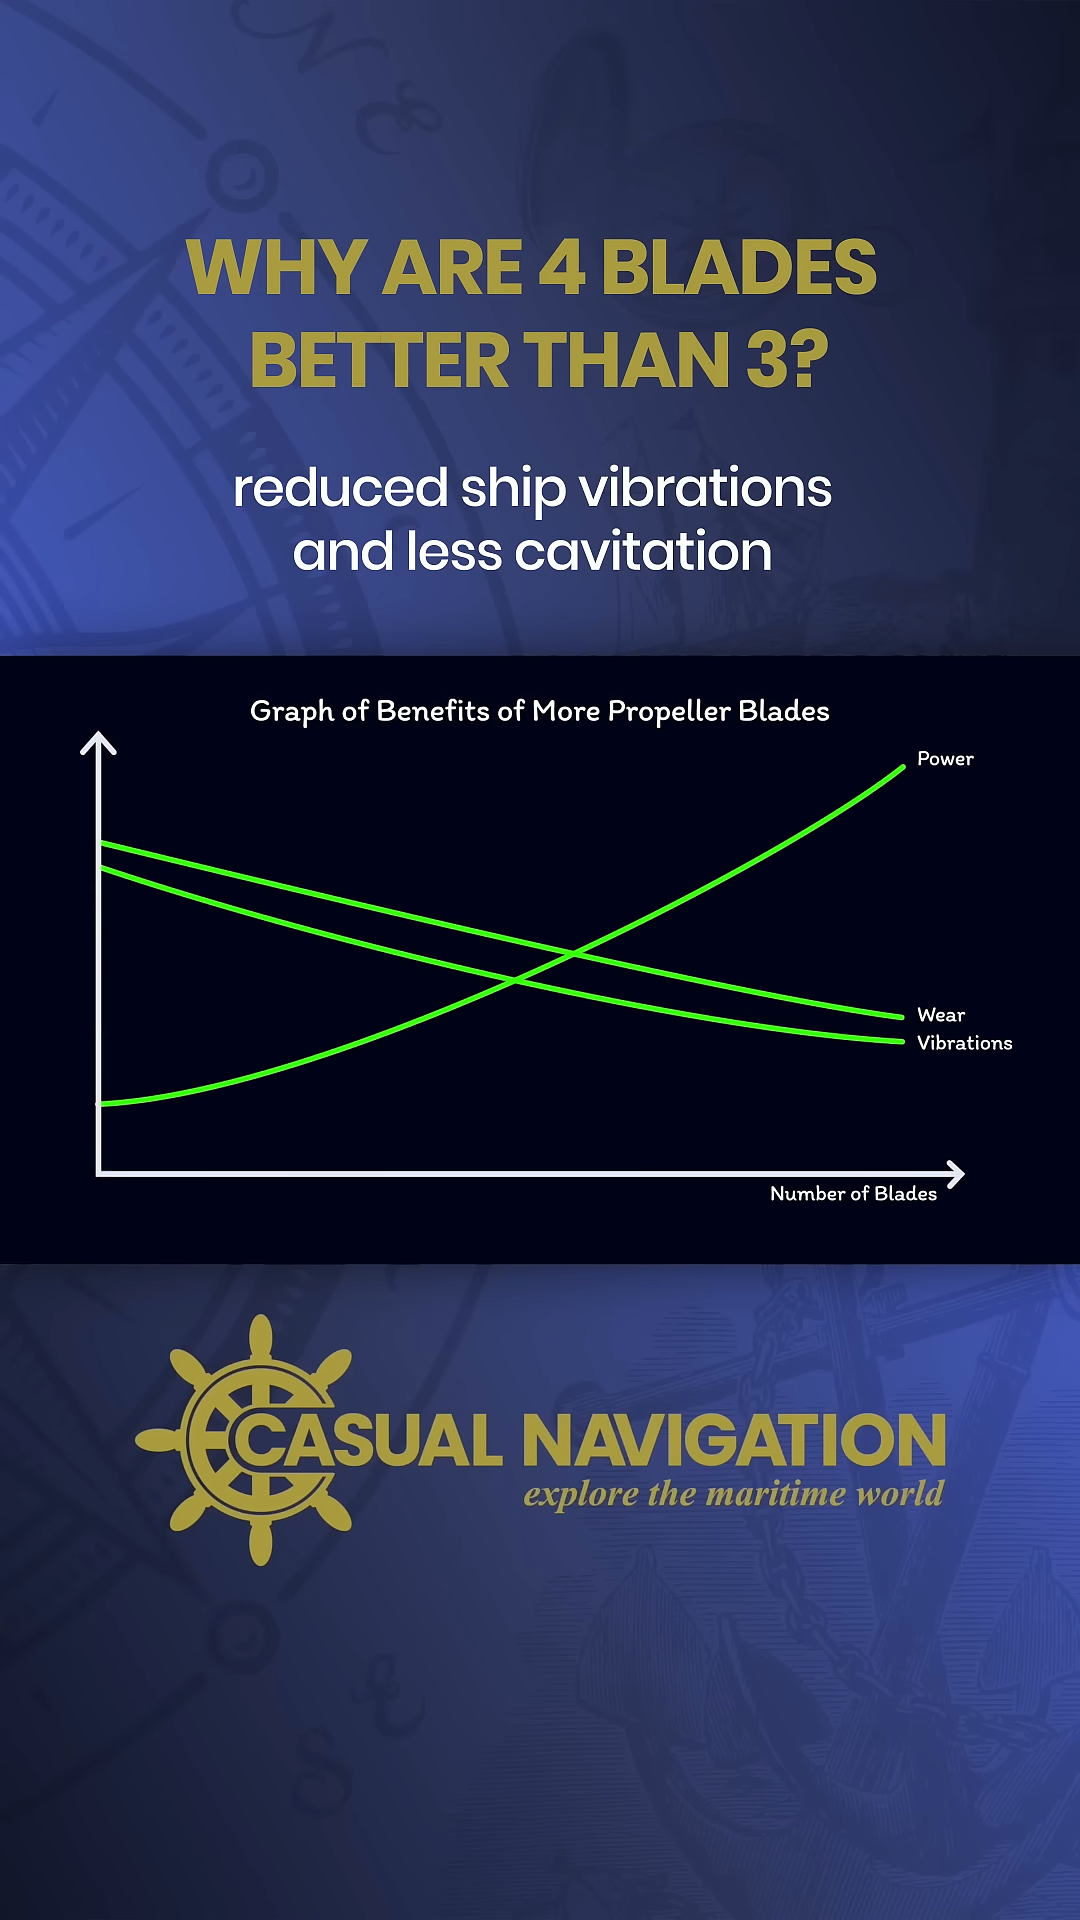 N
E
WHY ARE 4 BLADES
BETTER THAN 3?
reduced ship vibrations
and less cavitation
Graph of Benefits of More Propeller Blades
Power
Wear
Vibrations
Number of Blades
CASUAL NAVIGATION
explore the maritime world
S